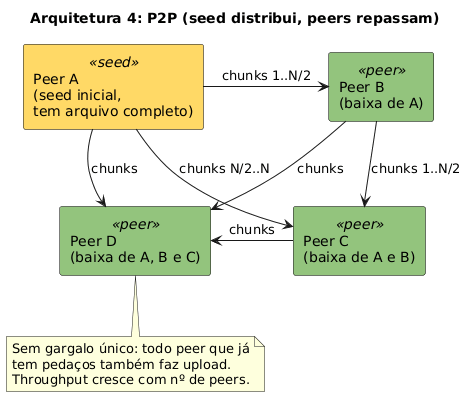 Arquitetura 4: P2P (seed distribui, peers repassam)
«seed»
Peer A
(seed inicial,
tem arquivo completo)
chunks 1..N/2
«peer»
Peer B
(baixa de A)
chunks
chunks N/2..N
chunks
chunks 1..N/2
«peer»
Peer D
(baixa de A, B e C)
chunks
«peer»
Peer C
(baixa de A e B)
Sem gargalo único: todo peer que já
tem pedaços também faz upload.
Throughput cresce com nº de peers.